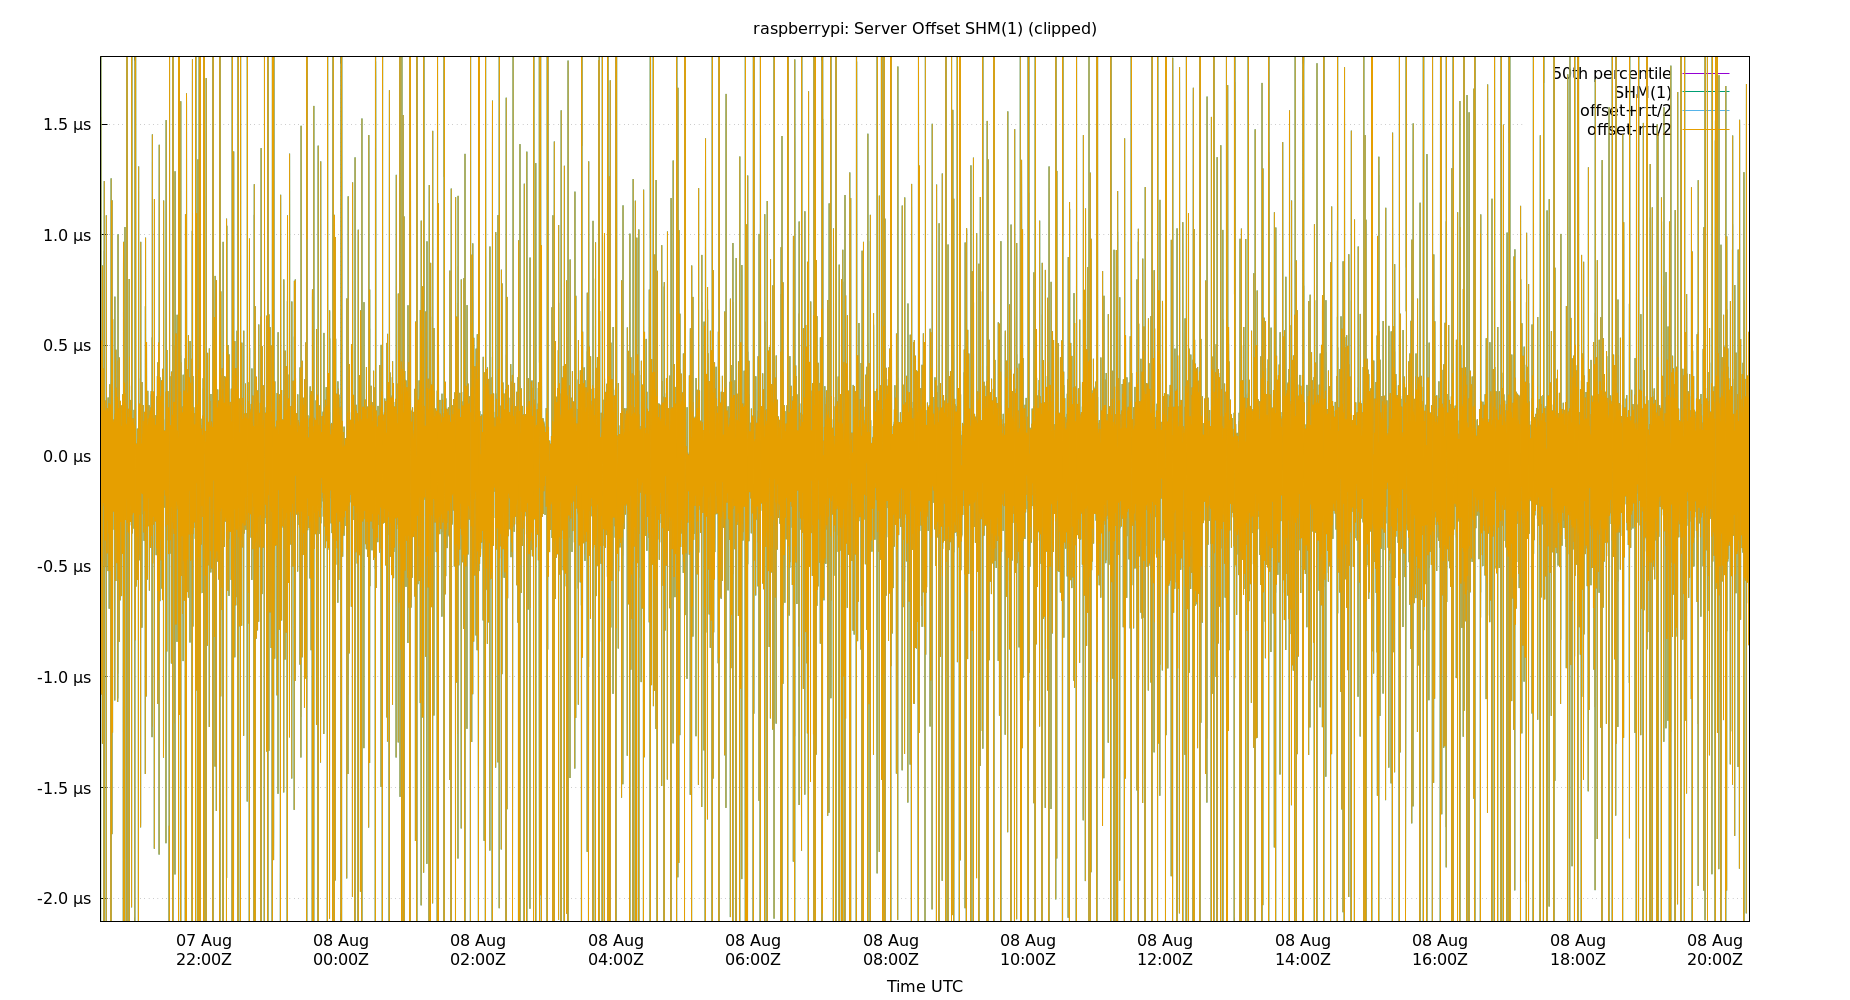 raspberrypi: Server Offset SHM(1) (clipped)
50th percentile
SHM(1)
offset+rtt/2
offset-rtt/2
1.5 μs
1.0 μs
0.5 μs
0.0 μs
-0.5 μs
-1.0 μs
-1.5 μs
-2.0 μs
07 Aug 08 Aug 08 Aug 08 Aug 08 Aug 08 Aug 08 Aug 08 Aug 08 Aug 08 Aug 08 Aug 08 Aug
22:00Z 00:00Z 02:00Z 04:00Z 06:00Z 08:00Z 10:00Z 12:00Z 14:00Z 16:00Z 18:00Z 20:00Z
Time UTC